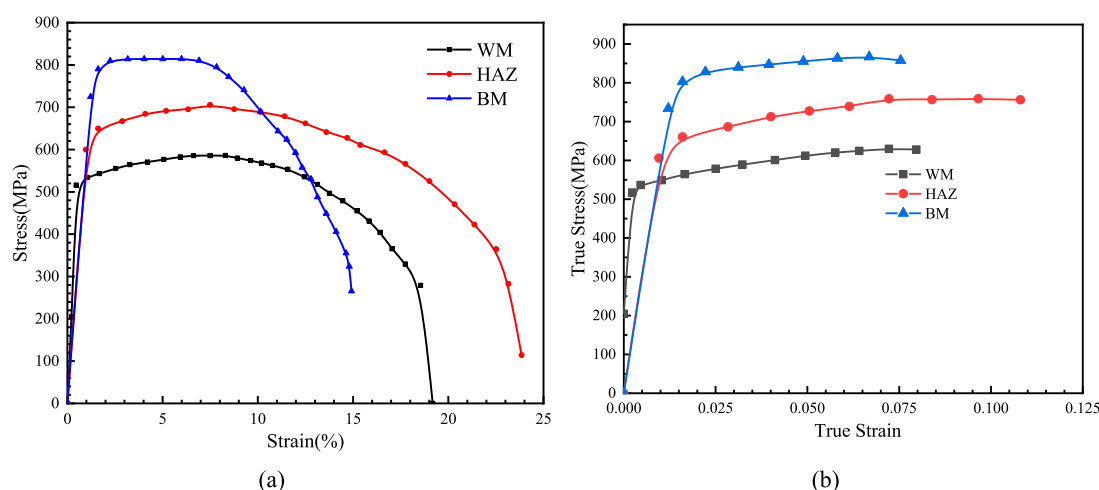 900
800
700
600
500
400
300
200
100
0
Stress(MPa)
WM
HAZ
BM
0 5 10 15 20 25
Strain(%)
(a)
900
800
700
600
500
400
300
200
100
0
True Stress(MPa)
WM
HAZ
BM
0.000 0.025 0.050 0.075 0.100 0.125
True Strain
(b)